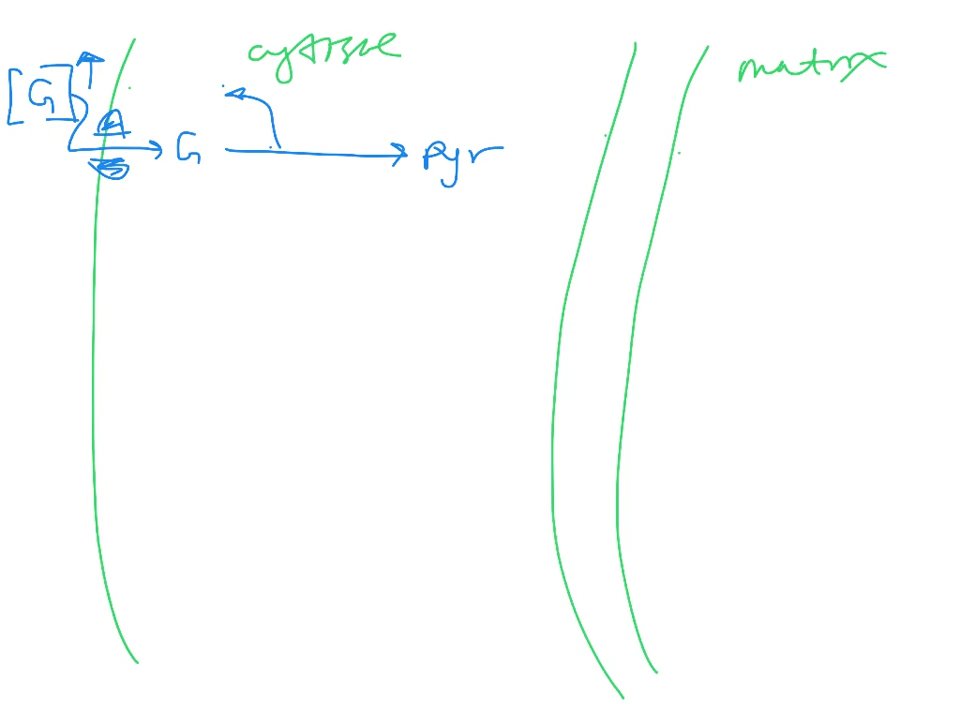 cytosol
matrix
[G]↑
G → pyr